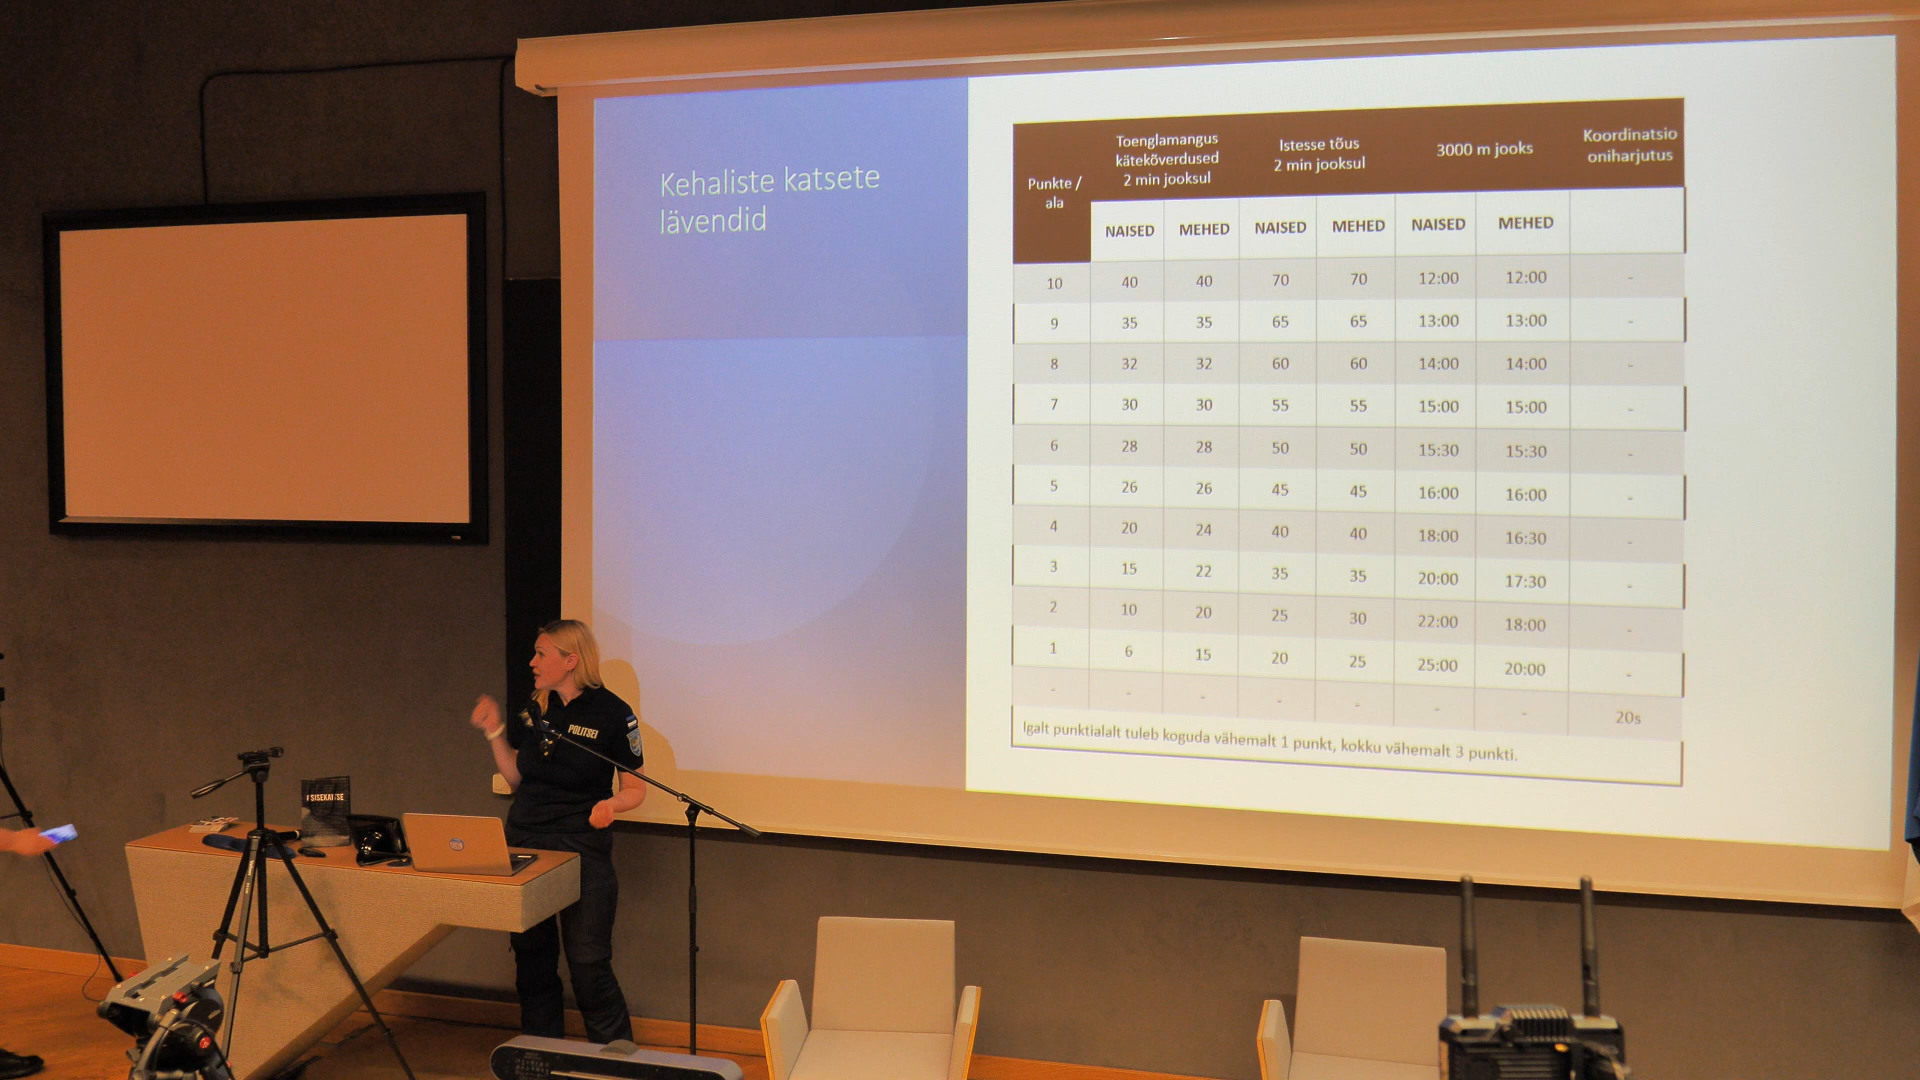 Kehaliste katsete
lävendid
Punkte /
ala
Toenglamangus
kätekõverdused
2 min jooksul
Istesse tõus
2 min jooksul
3000 m jooks
Koordinatsio
oniharjutus
NAISED MEHED NAISED MEHED NAISED MEHED
10 40 40 70 70 12:00 12:00 -
9 35 35 65 65 13:00 13:00 -
8 32 32 60 60 14:00 14:00 -
7 30 30 55 55 15:00 15:00 -
6 28 28 50 50 15:30 15:30 -
5 26 26 45 45 16:00 16:00 -
4 20 24 40 40 18:00 16:30 -
3 15 22 35 35 20:00 17:30 -
2 10 20 25 30 22:00 18:00 -
1 6 15 20 25 25:00 20:00 -
- - - - - - - 20s
Igalt punktialalt tuleb koguda vähemalt 1 punkt, kokku vähemalt 3 punkti.
POLITSEI
SISEKAITSE